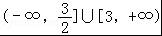 (-∞, 3/2]∪[3, +∞)